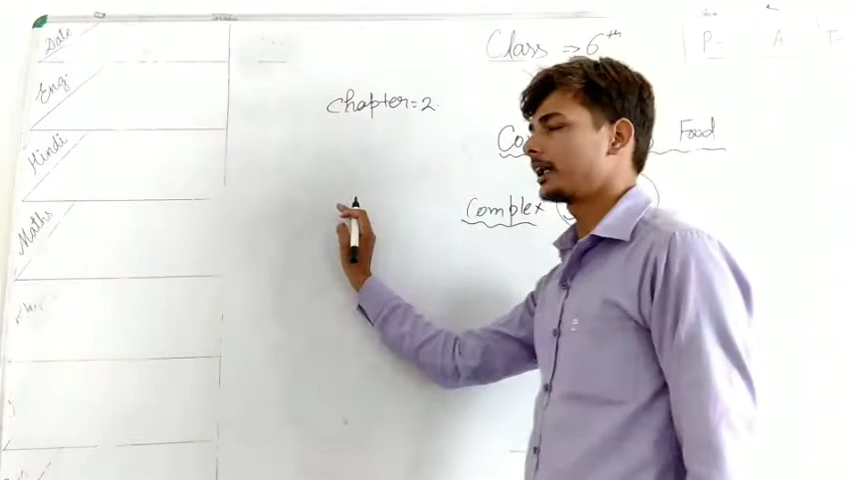 Date
Eng.
Hindi
Maths
Class => 6th
P-
A
T-
Chapter = 2.
Food
Complex